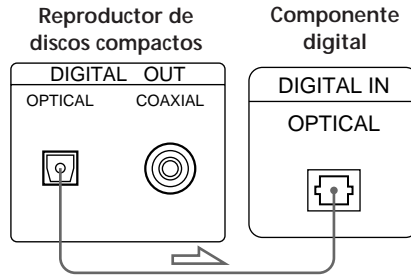 Reproductor de
discos compactos
DIGITAL OUT
OPTICAL COAXIAL
Componente
digital
DIGITAL IN
OPTICAL